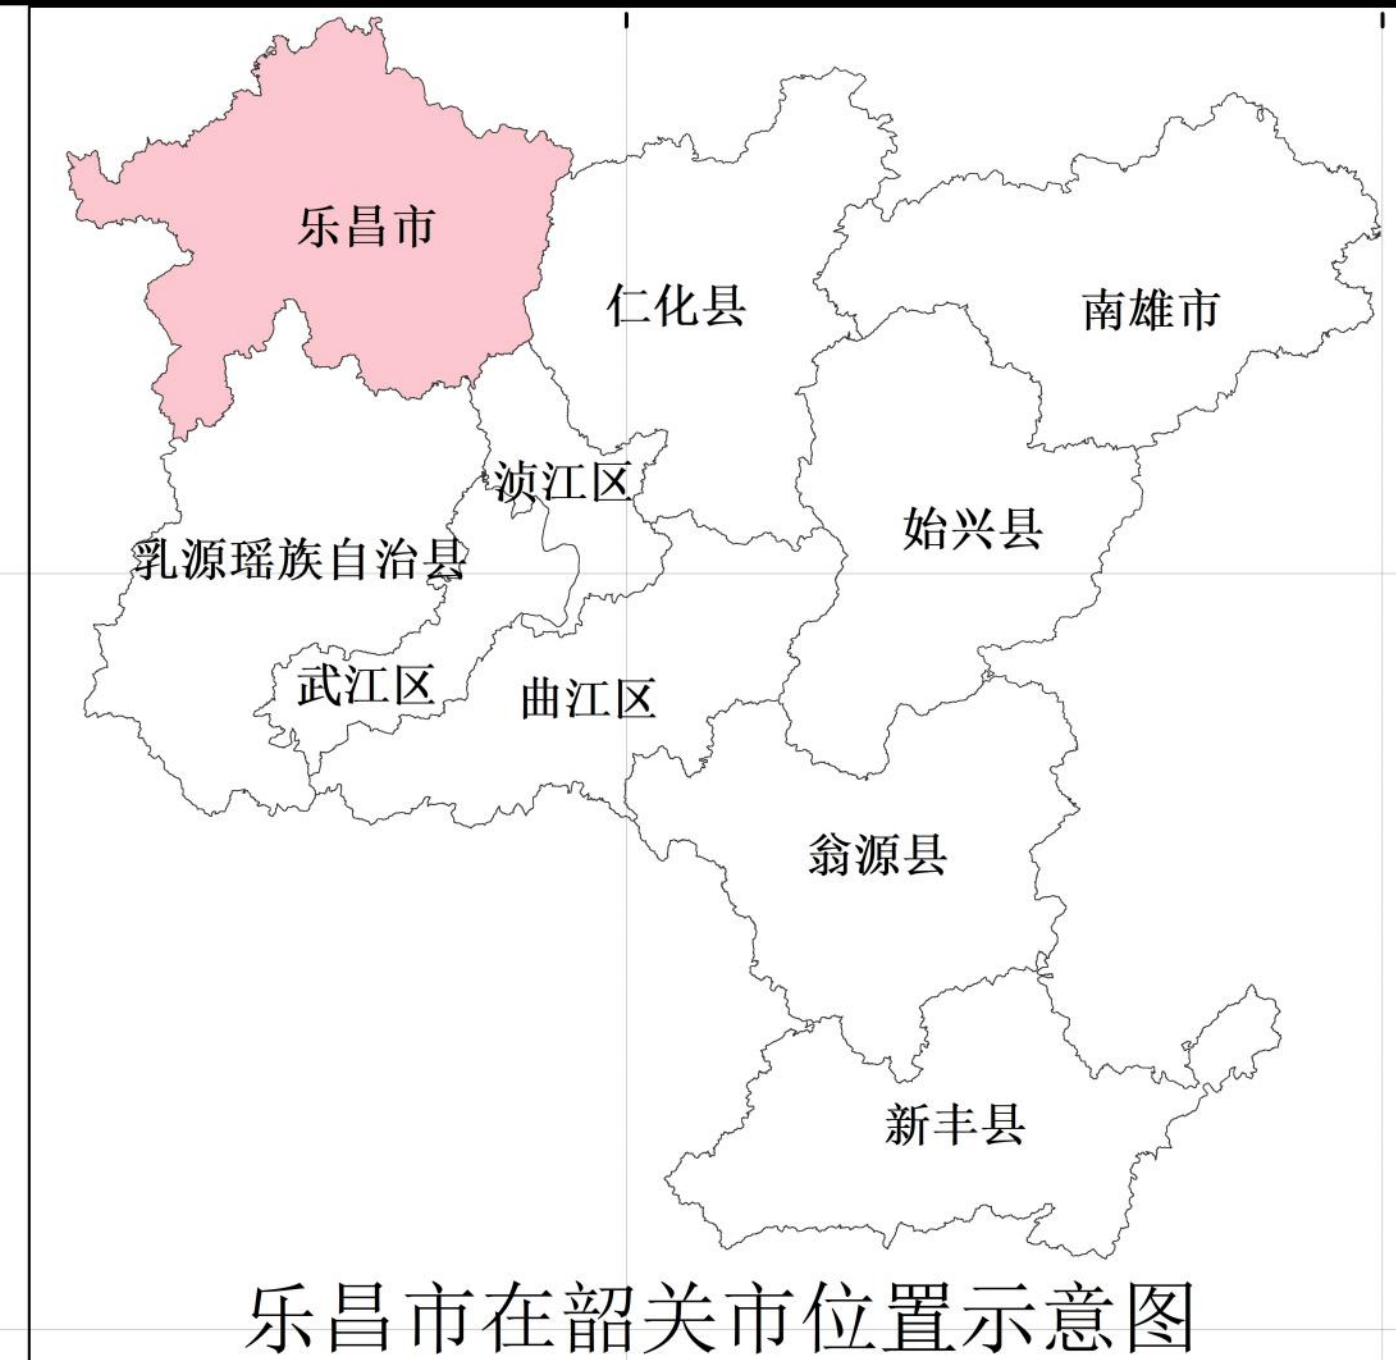 乐昌市
仁化县
南雄市
浈江区
始兴县
乳源瑶族自治县
武江区
曲江区
翁源县
新丰县
乐昌市在韶关市位置示意图